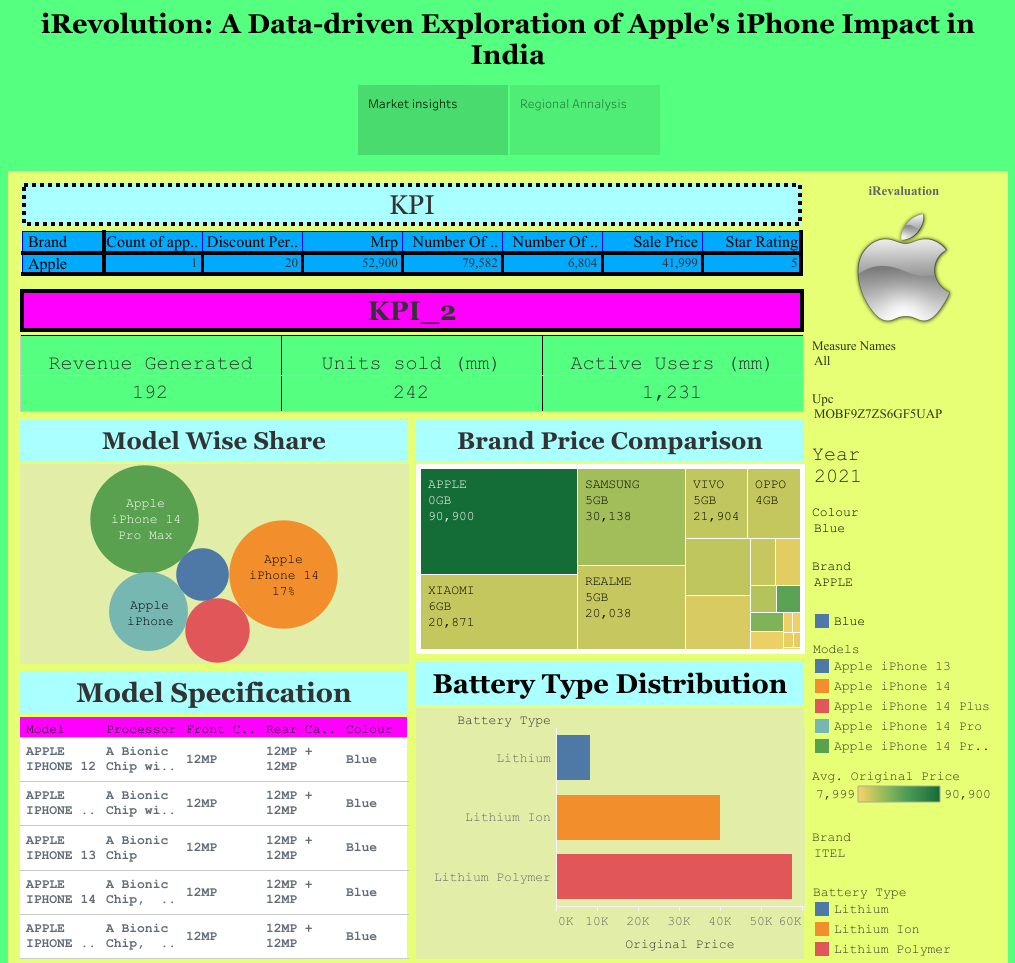 iRevolution: A Data-driven Exploration of Apple's iPhone Impact in
India
Market insights
Regional Annalysis
KPI
Brand Count of app.. Discount Per.. Mrp Number Of .. Number Of .. Sale Price Star Rating
Apple 1 20 52,900 79,582 6,804 41,999 5
KPI_2
Revenue Generated Units sold (mm) Active Users (mm)
192 242 1,231
Model Wise Share
Apple
iPhone 14
Pro Max
Apple
iPhone 14
17%
Apple
iPhone
Brand Price Comparison
APPLE
0GB
90,900
SAMSUNG
5GB
30,138
VIVO
5GB
21,904
OPPO
4GB
XIAOMI
6GB
20,871
REALME
5GB
20,038
Model Specification
Model Processor Front C.. Rear Ca.. Colour
APPLE A Bionic 12MP 12MP + Blue
IPHONE 12 Chip wi.. 12MP
APPLE A Bionic 12MP 12MP + Blue
IPHONE .. Chip wi.. 12MP
APPLE A Bionic 12MP 12MP + Blue
IPHONE 13 Chip 12MP
APPLE A Bionic 12MP 12MP + Blue
IPHONE 14 Chip, .. 12MP
APPLE A Bionic 12MP 12MP + Blue
IPHONE .. Chip, .. 12MP
Battery Type Distribution
Battery Type
Lithium
Lithium Ion
Lithium Polymer
0K 10K 20K 30K 40K 50K 60K
Original Price
iRevaluation
Measure Names
All
Upc
MOBF9Z7ZS6GF5UAP
Year
2021
Colour
Blue
Brand
APPLE
Blue
Models
Apple iPhone 13
Apple iPhone 14
Apple iPhone 14 Plus
Apple iPhone 14 Pro
Apple iPhone 14 Pr..
Avg. Original Price
7,999 90,900
Brand
ITEL
Battery Type
Lithium
Lithium Ion
Lithium Polymer